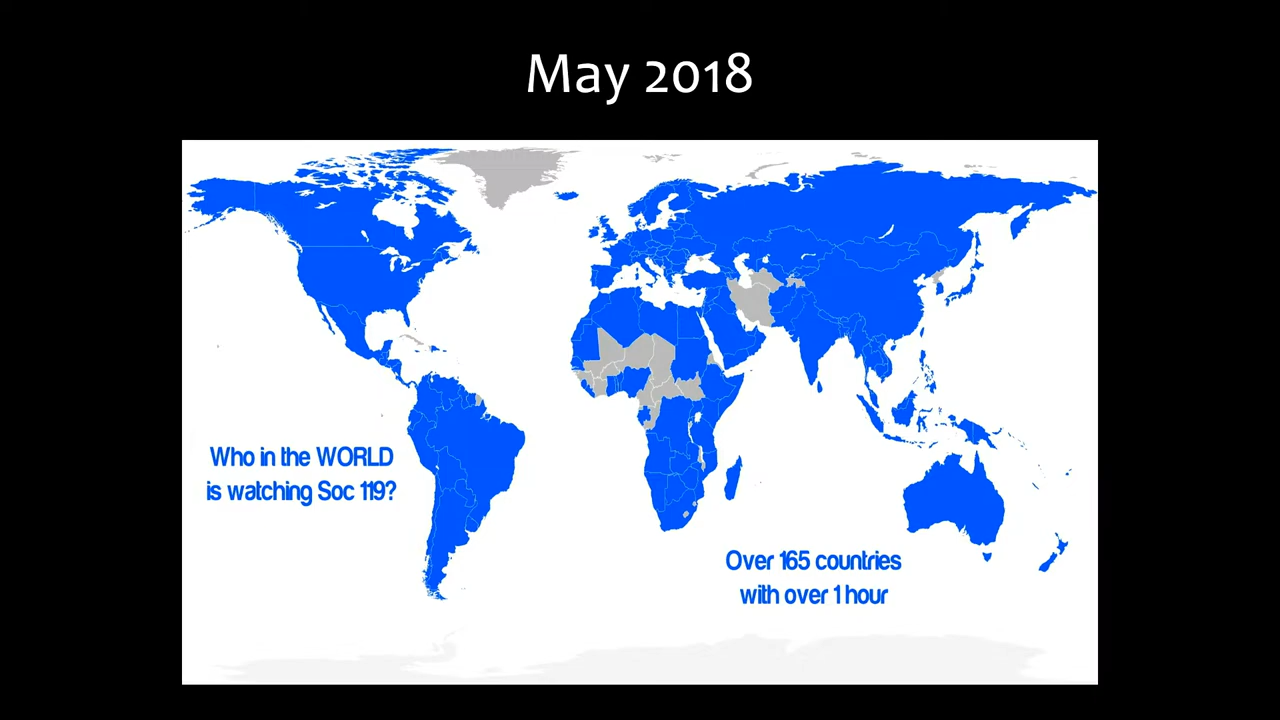 May 2018
Who in the WORLD
is watching Soc 119?
Over 165 countries
with over 1 hour